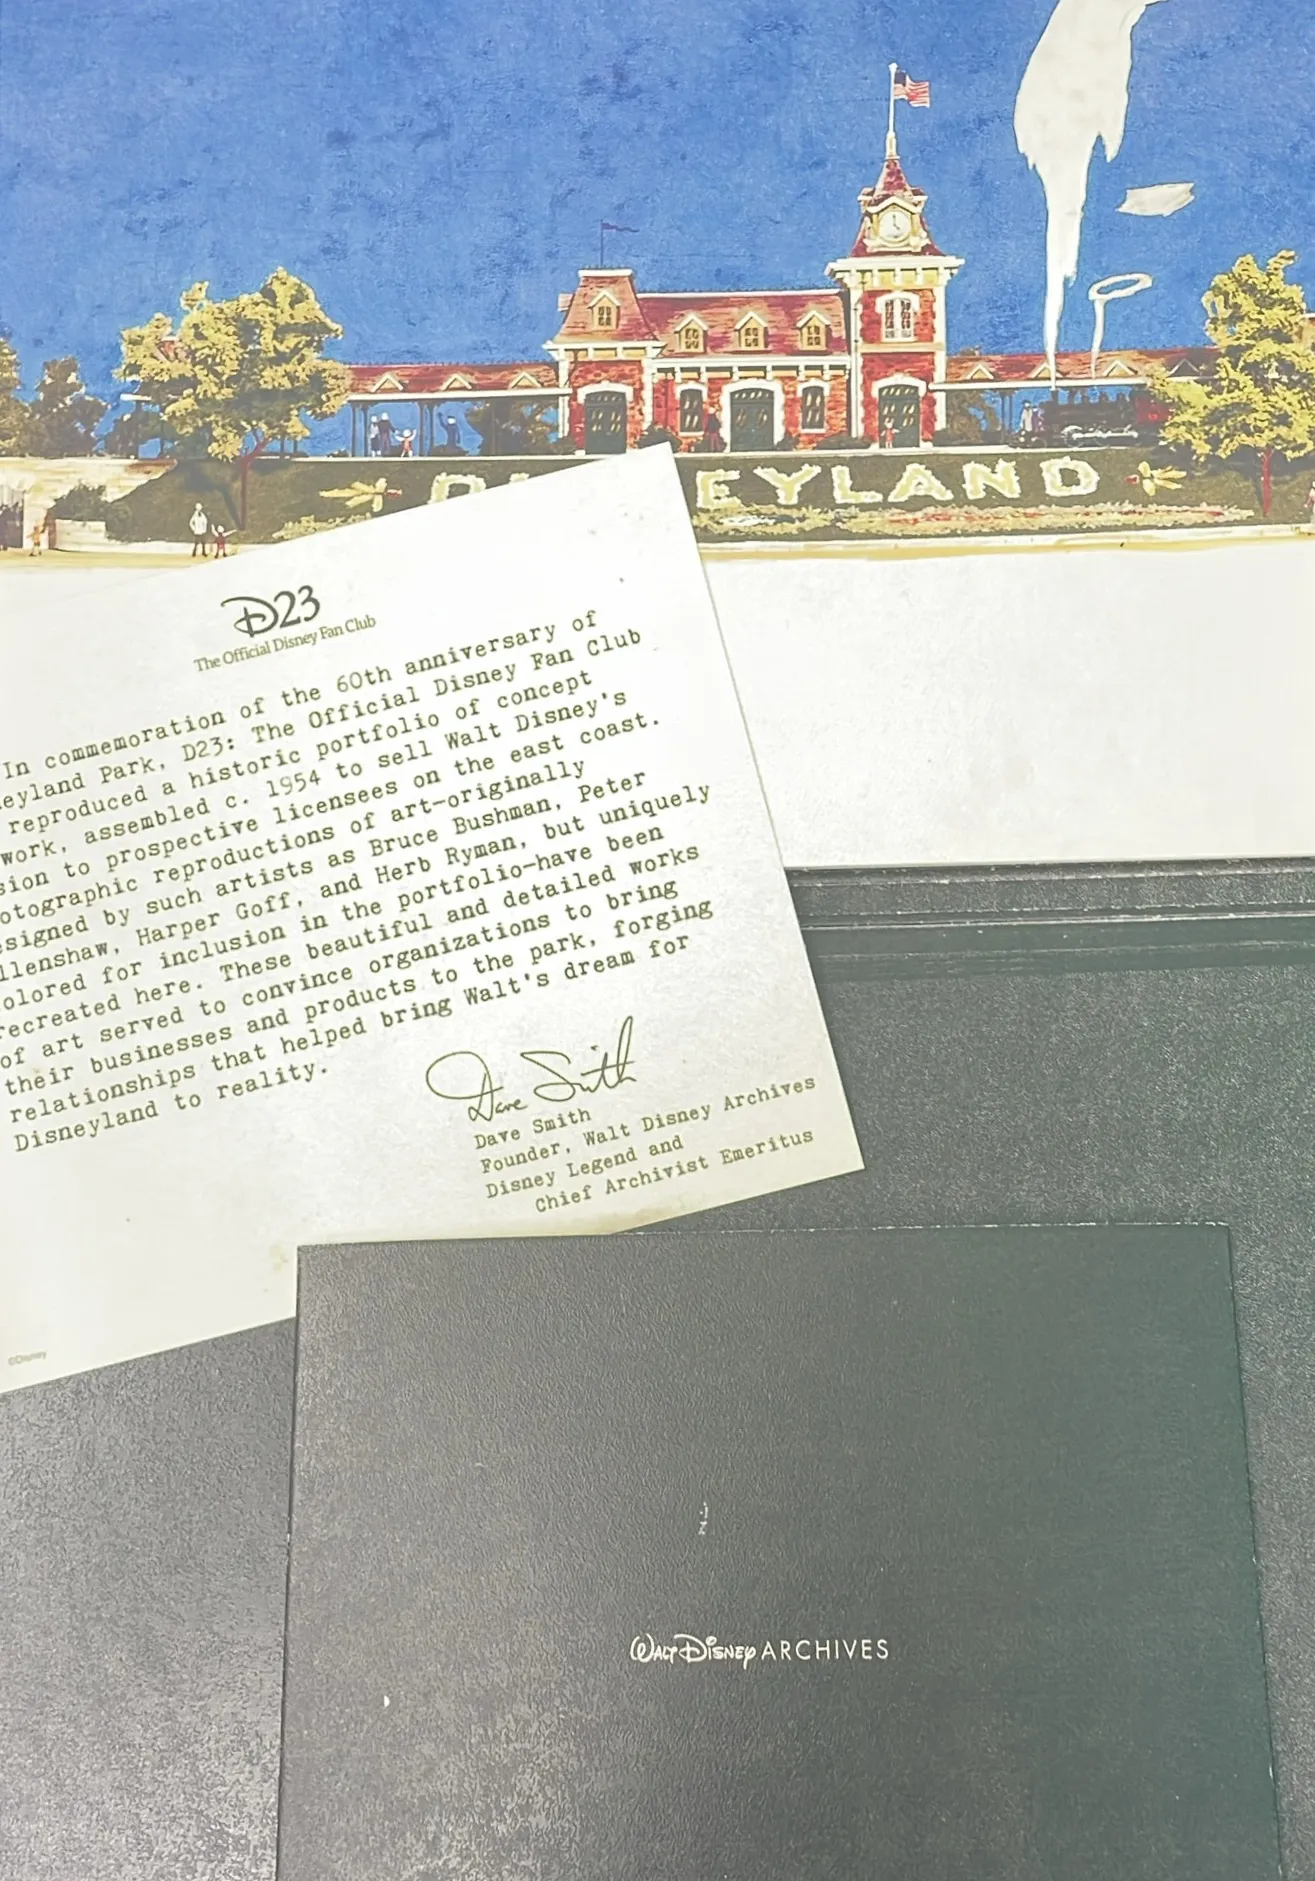 D EYLAND
D23
The Official Disney Fan Club
In commemoration of the 60th anniversary of
eyland Park, D23: The Official Disney Fan Club
reproduced a historic portfolio of concept
work, assembled c. 1954 to sell Walt Disney's
sion to prospective licensees on the east coast.
otographic reproductions of art—originally
esigned by such artists as Bruce Bushman, Peter
llenshaw, Harper Goff, and Herb Ryman, but uniquely
olored for inclusion in the portfolio—have been
recreated here. These beautiful and detailed works
of art served to convince organizations to bring
their businesses and products to the park, forging
relationships that helped bring Walt's dream for
Disneyland to reality.
Dave Smith
Dave Smith
Founder, Walt Disney Archives
Disney Legend and
Chief Archivist Emeritus
©Disney
WALT DISNEY ARCHIVES